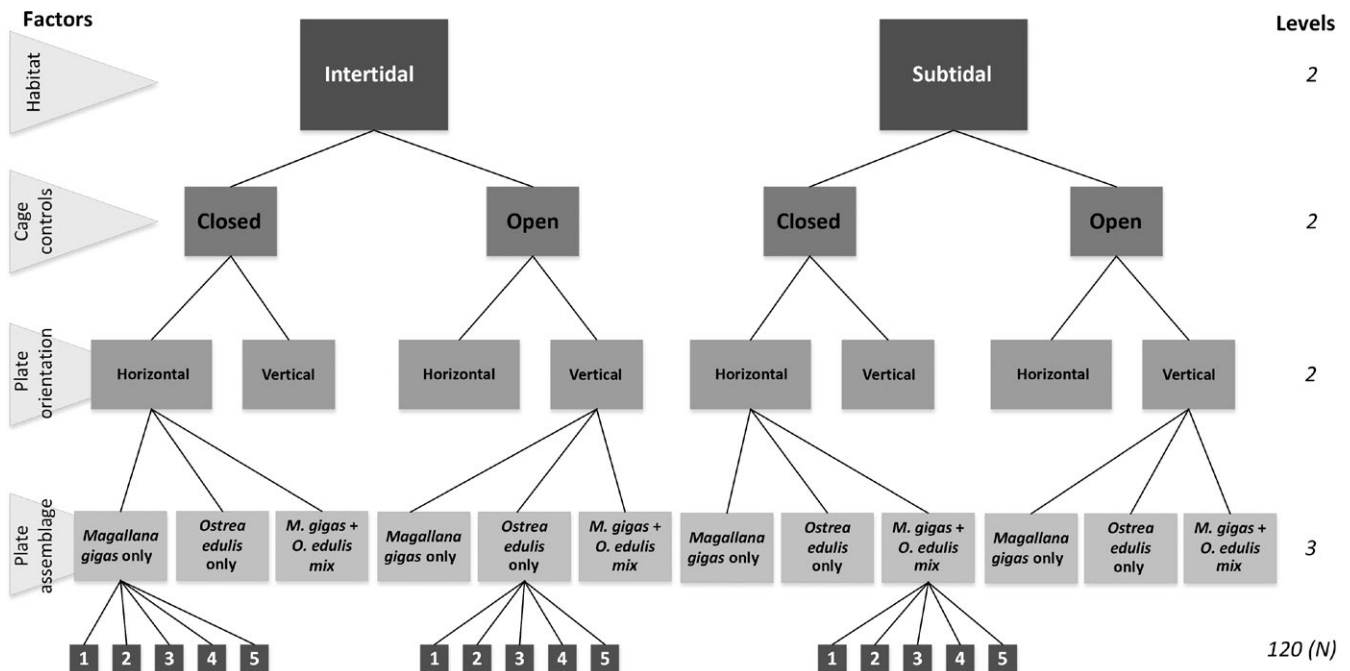 Factors
Levels
Habitat
Intertidal
Subtidal
2
Cage
controls
Closed
Open
Closed
Open
2
Plate
orientation
Horizontal
Vertical
Horizontal
Vertical
Horizontal
Vertical
Horizontal
Vertical
2
Plate
assemblage
Magallana
gigas only
Ostrea
edulis
only
M. gigas +
O. edulis
mix
Magallana
gigas only
Ostrea
edulis
only
M. gigas +
O. edulis
mix
Magallana
gigas only
Ostrea
edulis
only
M. gigas +
O. edulis
mix
Magallana
gigas only
Ostrea
edulis
only
M. gigas +
O. edulis
mix
3
1 2 3 4 5
1 2 3 4 5
1 2 3 4 5
120 (N)